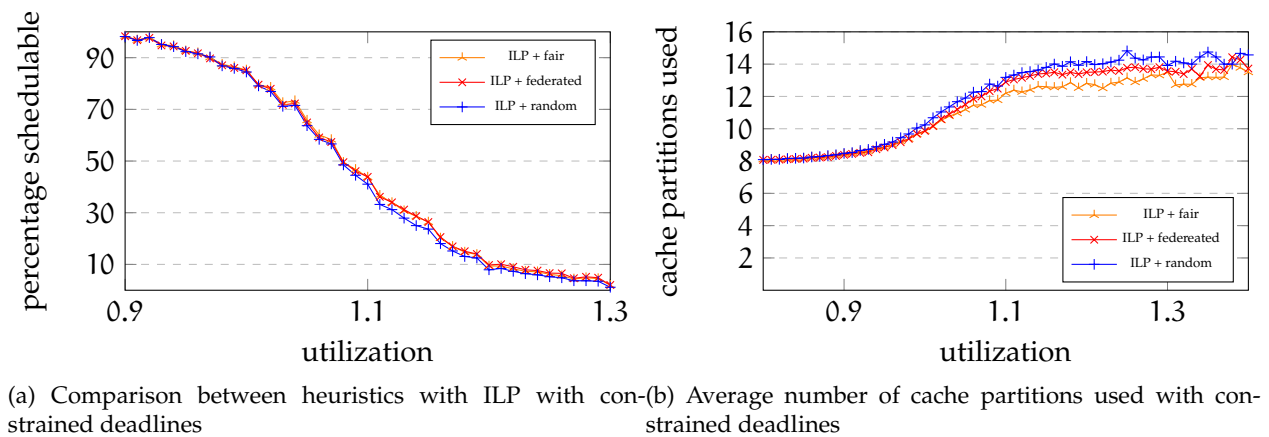 percentage schedulable
90
70
50
30
10
0.9
1.1
1.3
utilization
ILP + fair
ILP + federated
ILP + random
cache partitions used
16
14
12
10
8
6
4
2
0.9
1.1
1.3
utilization
ILP + fair
ILP + federeated
ILP + random
(a) Comparison between heuristics with ILP with con-
strained deadlines
(b) Average number of cache partitions used with con-
strained deadlines